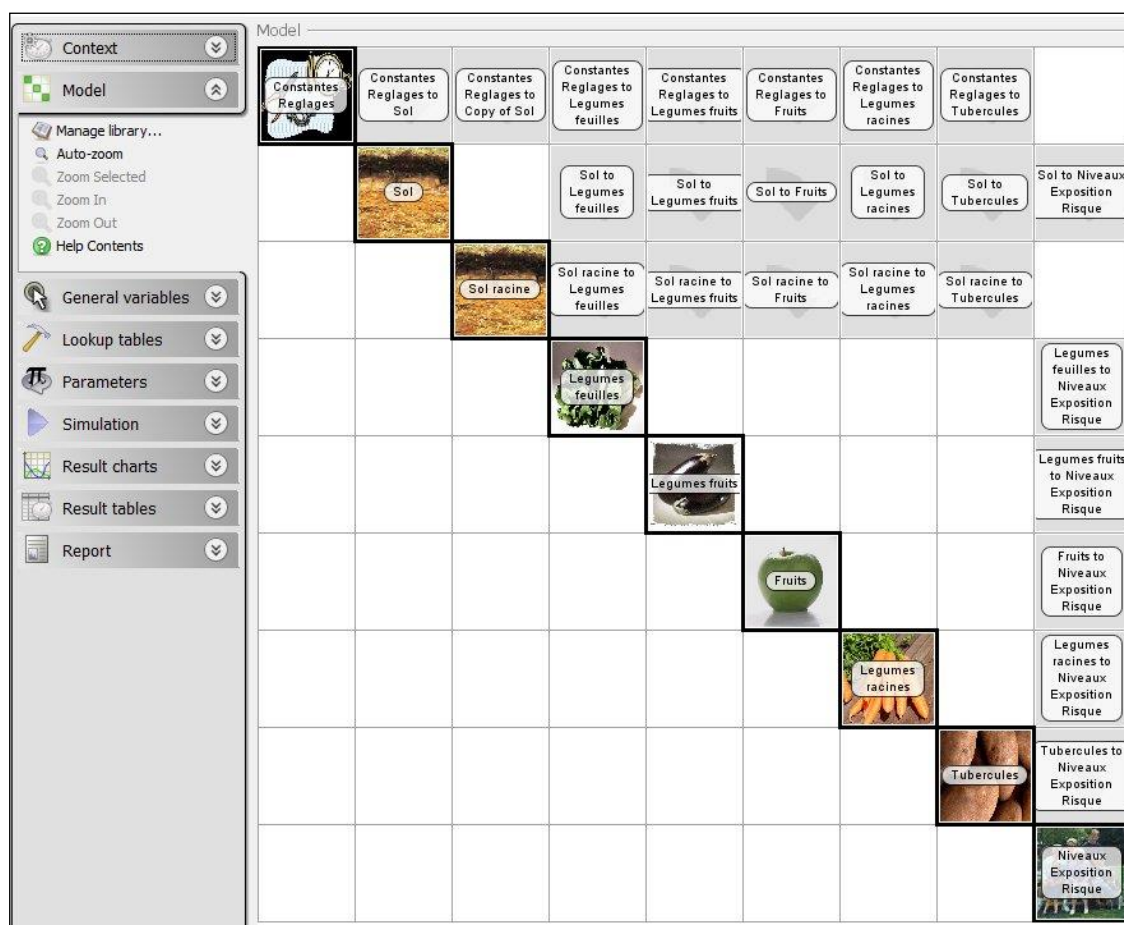 Model
Context
Model
Manage library...
Auto-zoom
Zoom Selected
Zoom In
Zoom Out
Help Contents
General variables
Lookup tables
Parameters
Simulation
Result charts
Result tables
Report
Constantes
Reglages
Constantes
Reglages to
Sol
Constantes
Reglages to
Copy of Sol
Constantes
Reglages to
Legumes
feuilles
Constantes
Reglages to
Legumes fruits
Constantes
Reglages to
Fruits
Constantes
Reglages to
Legumes
racines
Constantes
Reglages to
Tubercules
Sol
Sol to
Legumes
feuilles
Sol to
Legumes fruits
Sol to Fruits
Sol to
Legumes
racines
Sol to
Tubercules
Sol to Niveaux
Exposition
Risque
Sol racine
Sol racine to
Legumes
feuilles
Sol racine to
Legumes fruits
Sol racine to
Fruits
Sol racine to
Legumes
racines
Sol racine to
Tubercules
Legumes
feuilles
Legumes
feuilles to
Niveaux
Exposition
Risque
Legumes fruits
Legumes fruits
to Niveaux
Exposition
Risque
Fruits
Fruits to
Niveaux
Exposition
Risque
Legumes
racines
Legumes
racines to
Niveaux
Exposition
Risque
Tubercules
Tubercules to
Niveaux
Exposition
Risque
Niveaux
Exposition
Risque